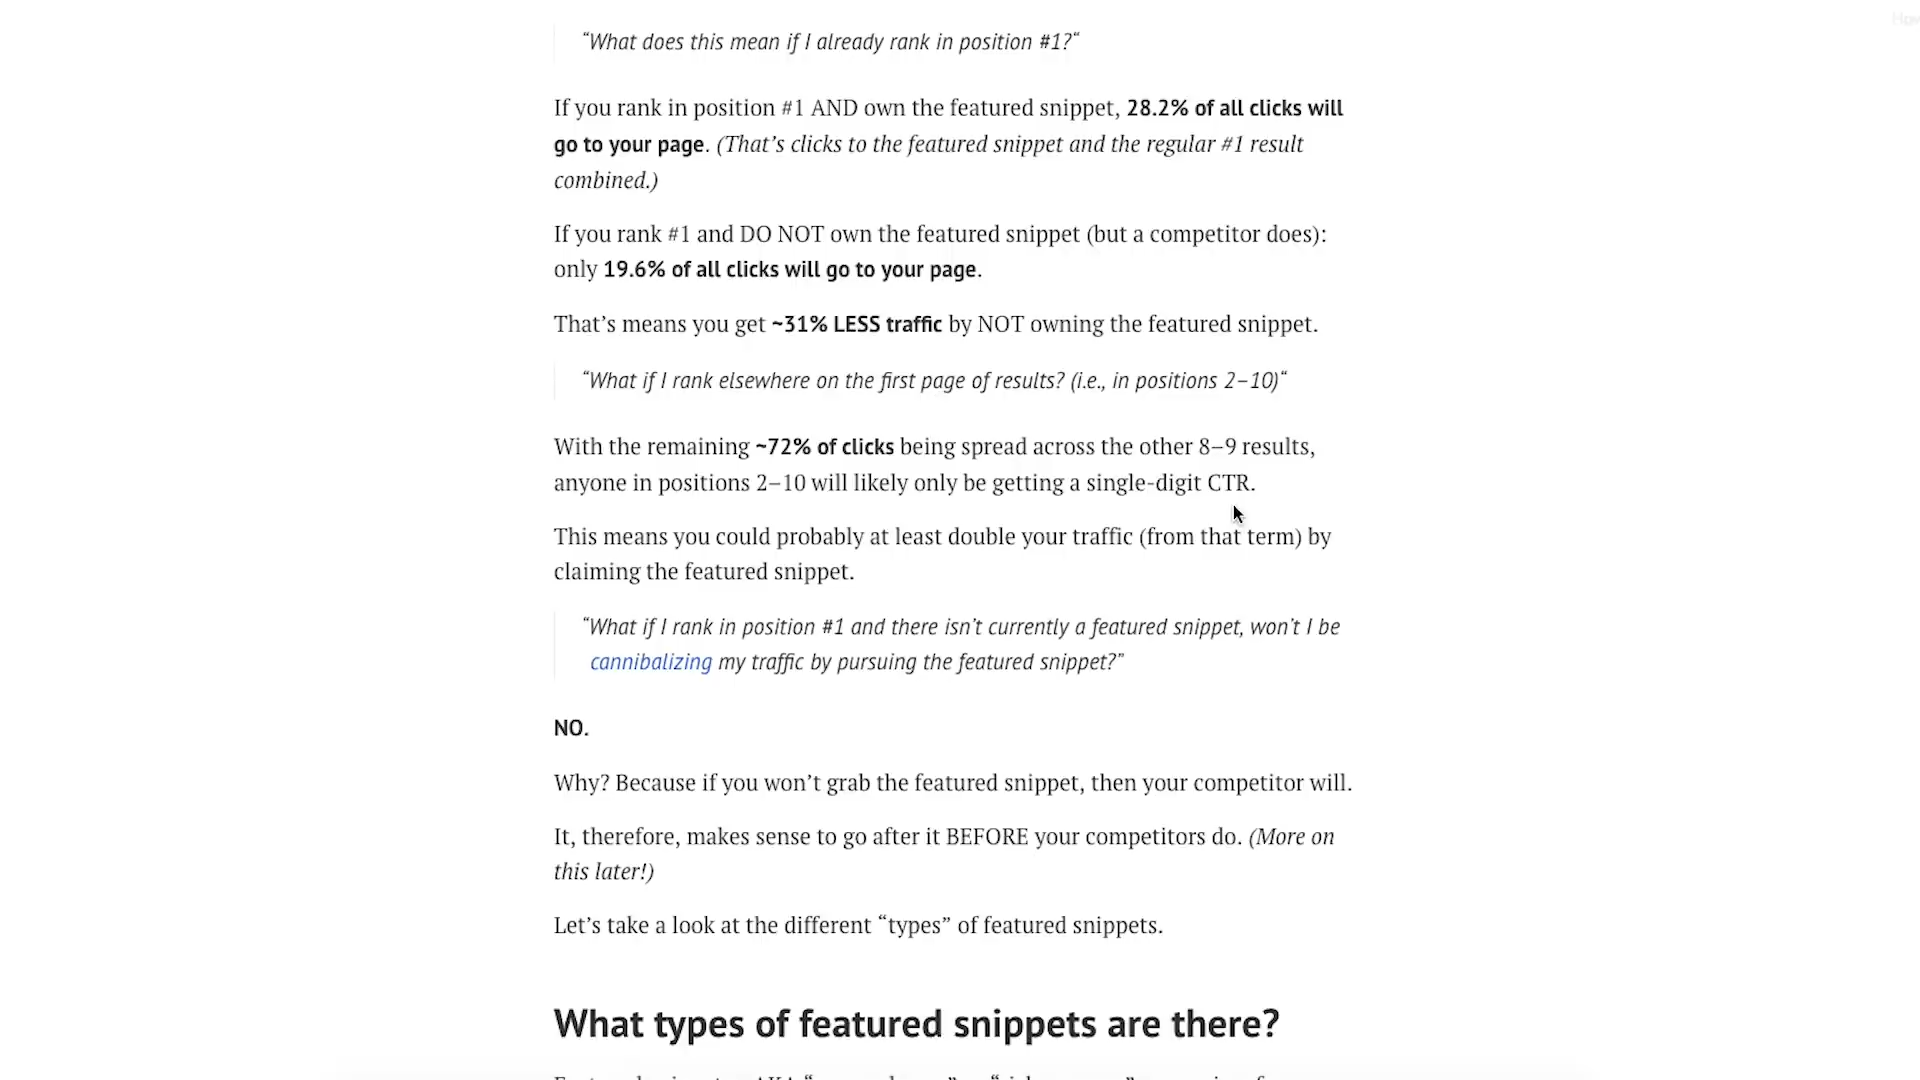 “What does this mean if I already rank in position #1?“
If you rank in position #1 AND own the featured snippet, 28.2% of all clicks will
go to your page. (That’s clicks to the featured snippet and the regular #1 result
combined.)
If you rank #1 and DO NOT own the featured snippet (but a competitor does):
only 19.6% of all clicks will go to your page.
That’s means you get ~31% LESS traffic by NOT owning the featured snippet.
“What if I rank elsewhere on the first page of results? (i.e., in positions 2–10)“
With the remaining ~72% of clicks being spread across the other 8–9 results,
anyone in positions 2–10 will likely only be getting a single-digit CTR.
This means you could probably at least double your traffic (from that term) by
claiming the featured snippet.
“What if I rank in position #1 and there isn’t currently a featured snippet, won’t I be
cannibalizing my traffic by pursuing the featured snippet?”
NO.
Why? Because if you won’t grab the featured snippet, then your competitor will.
It, therefore, makes sense to go after it BEFORE your competitors do. (More on
this later!)
Let’s take a look at the different “types” of featured snippets.
What types of featured snippets are there?